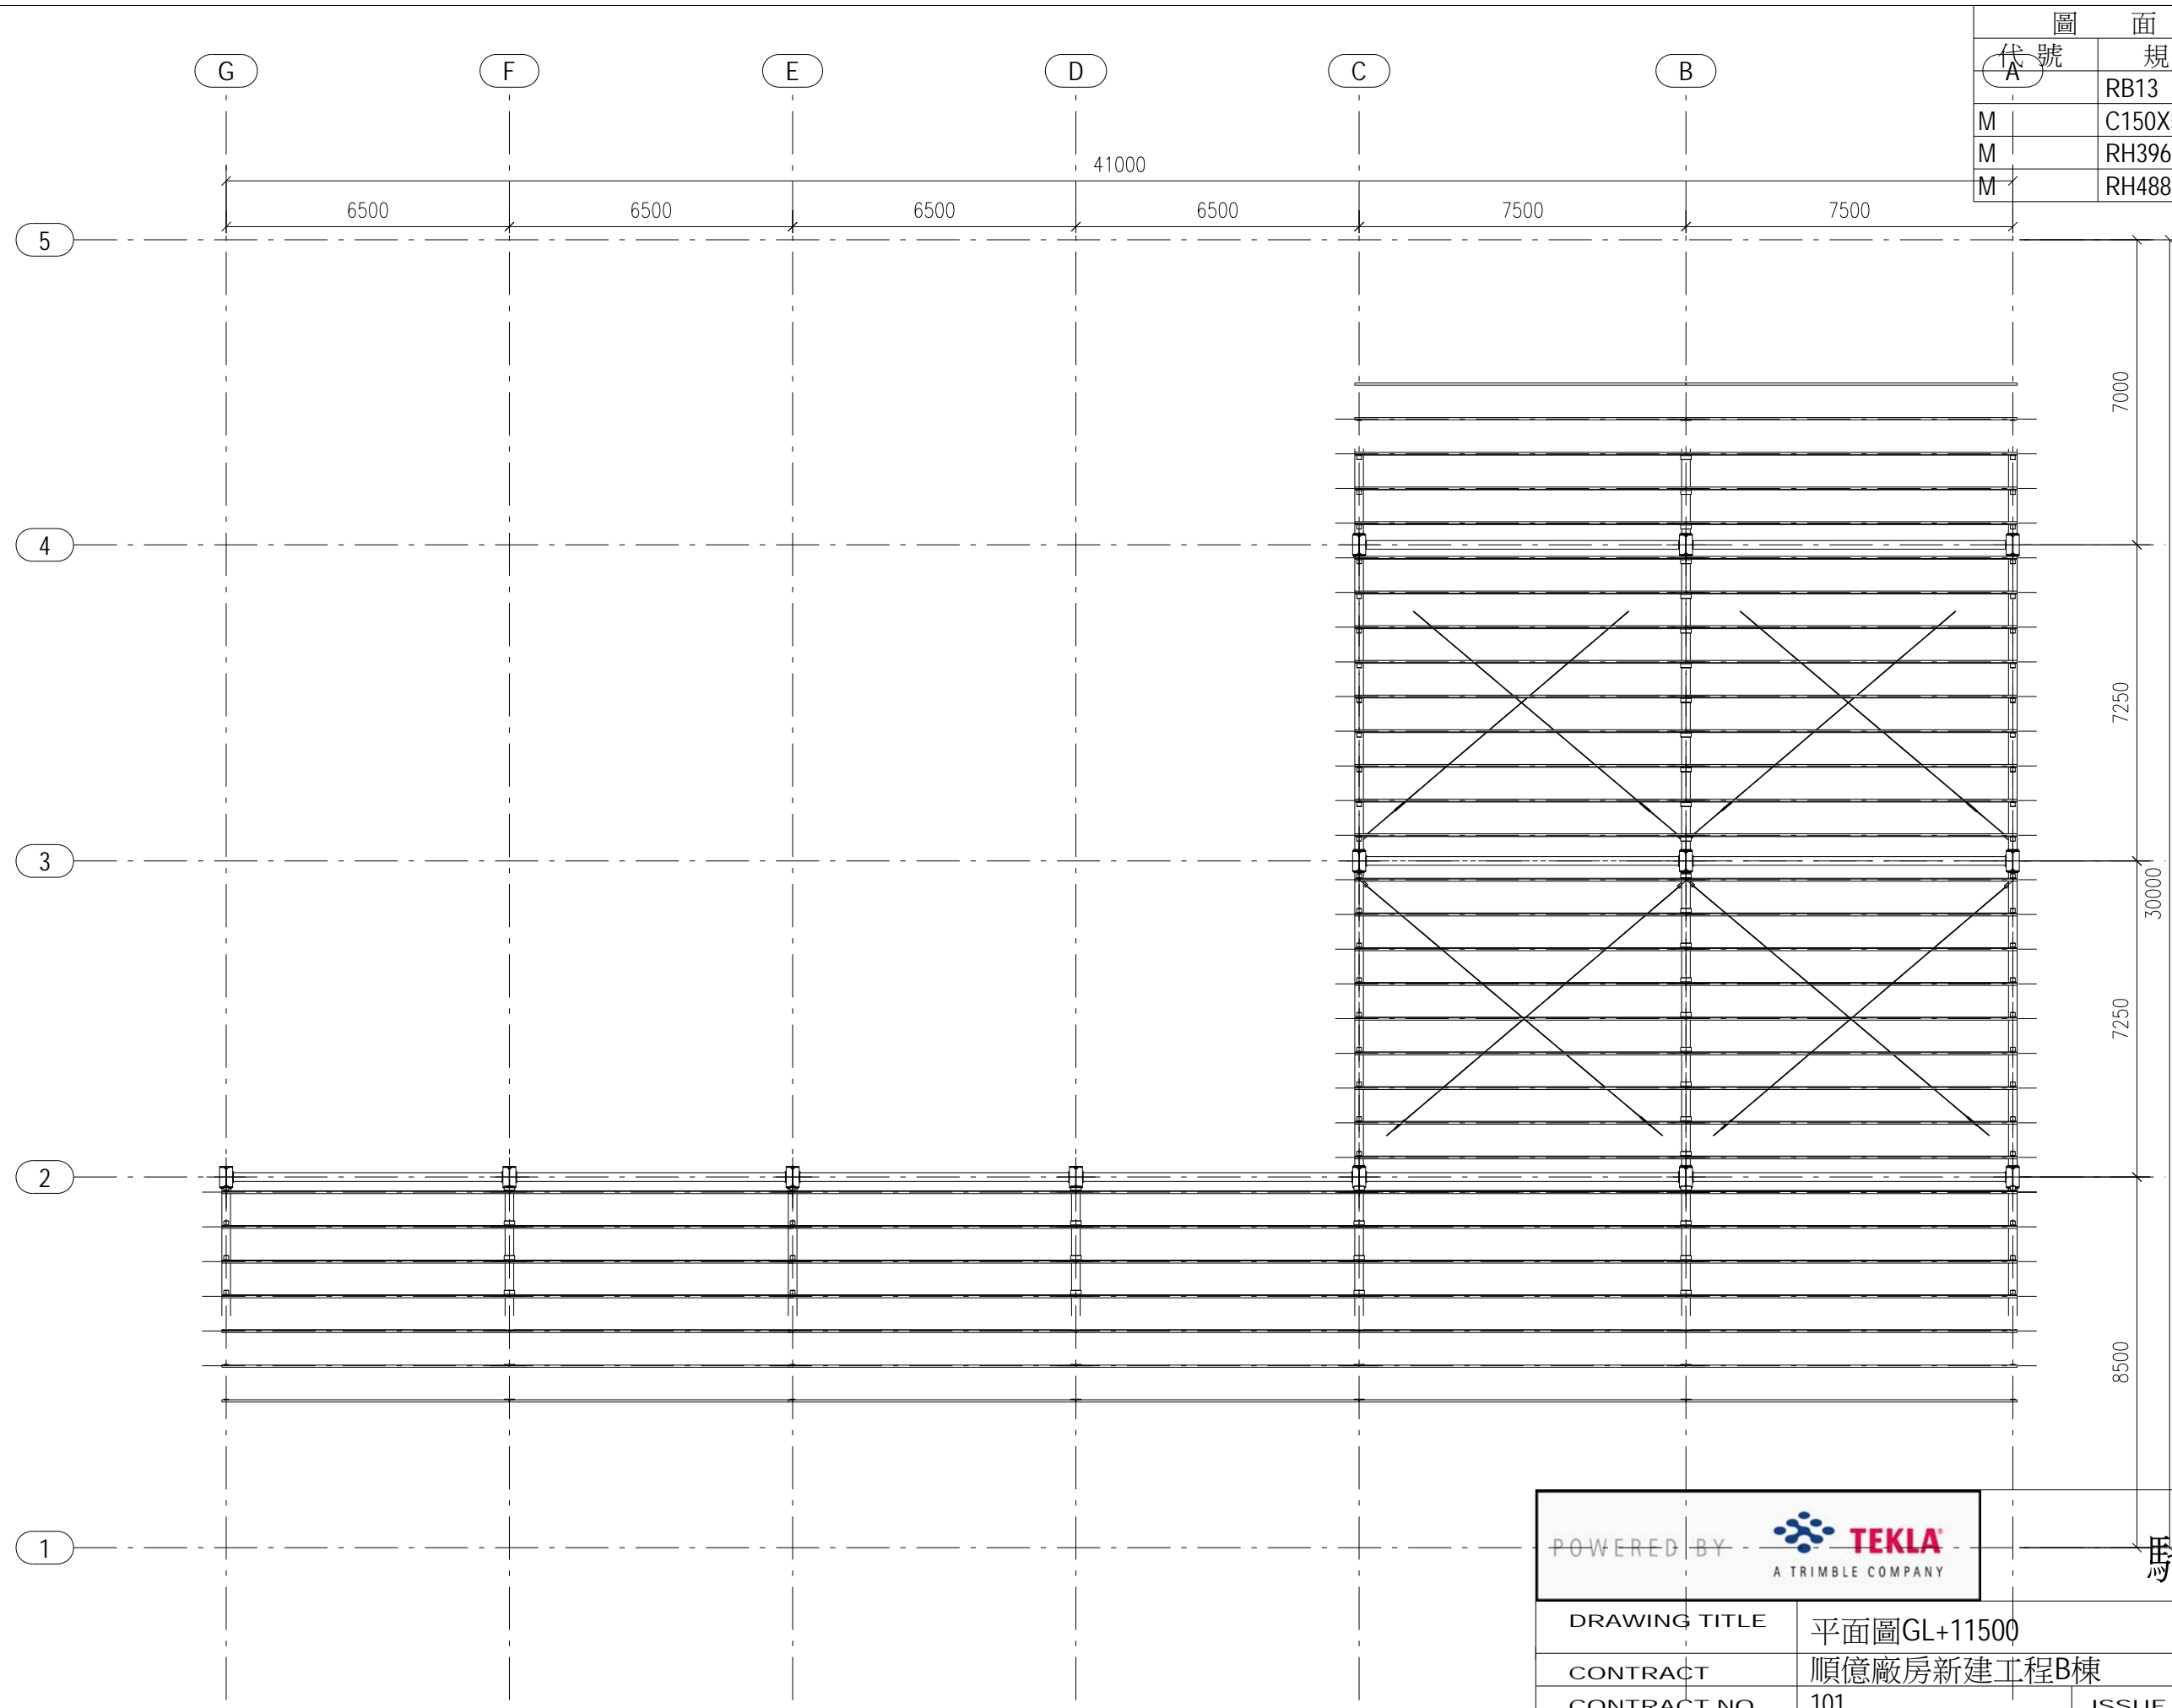 圖 面
代號 規
RB13
M C150X
M RH396
M RH488
G F E D C B A
41000
6500 6500 6500 6500 7500 7500
5
7000
4
7250
3
30000
7250
2
8500
1
POWERED BY TEKLA®
A TRIMBLE COMPANY
DRAWING TITLE 平面圖GL+11500
CONTRACT 順億廠房新建工程B棟
CONTRACT NO 101 ISSUE